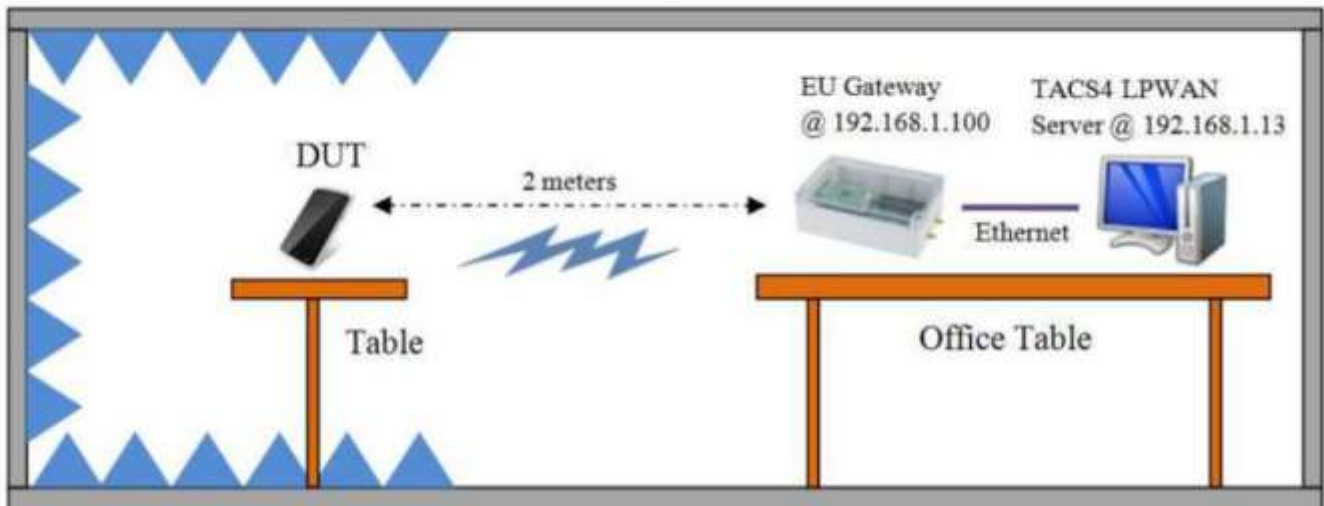 EU Gateway
@ 192.168.1.100
TACS4 LPWAN
Server @ 192.168.1.13
DUT
2 meters
Ethernet
Table
Office Table